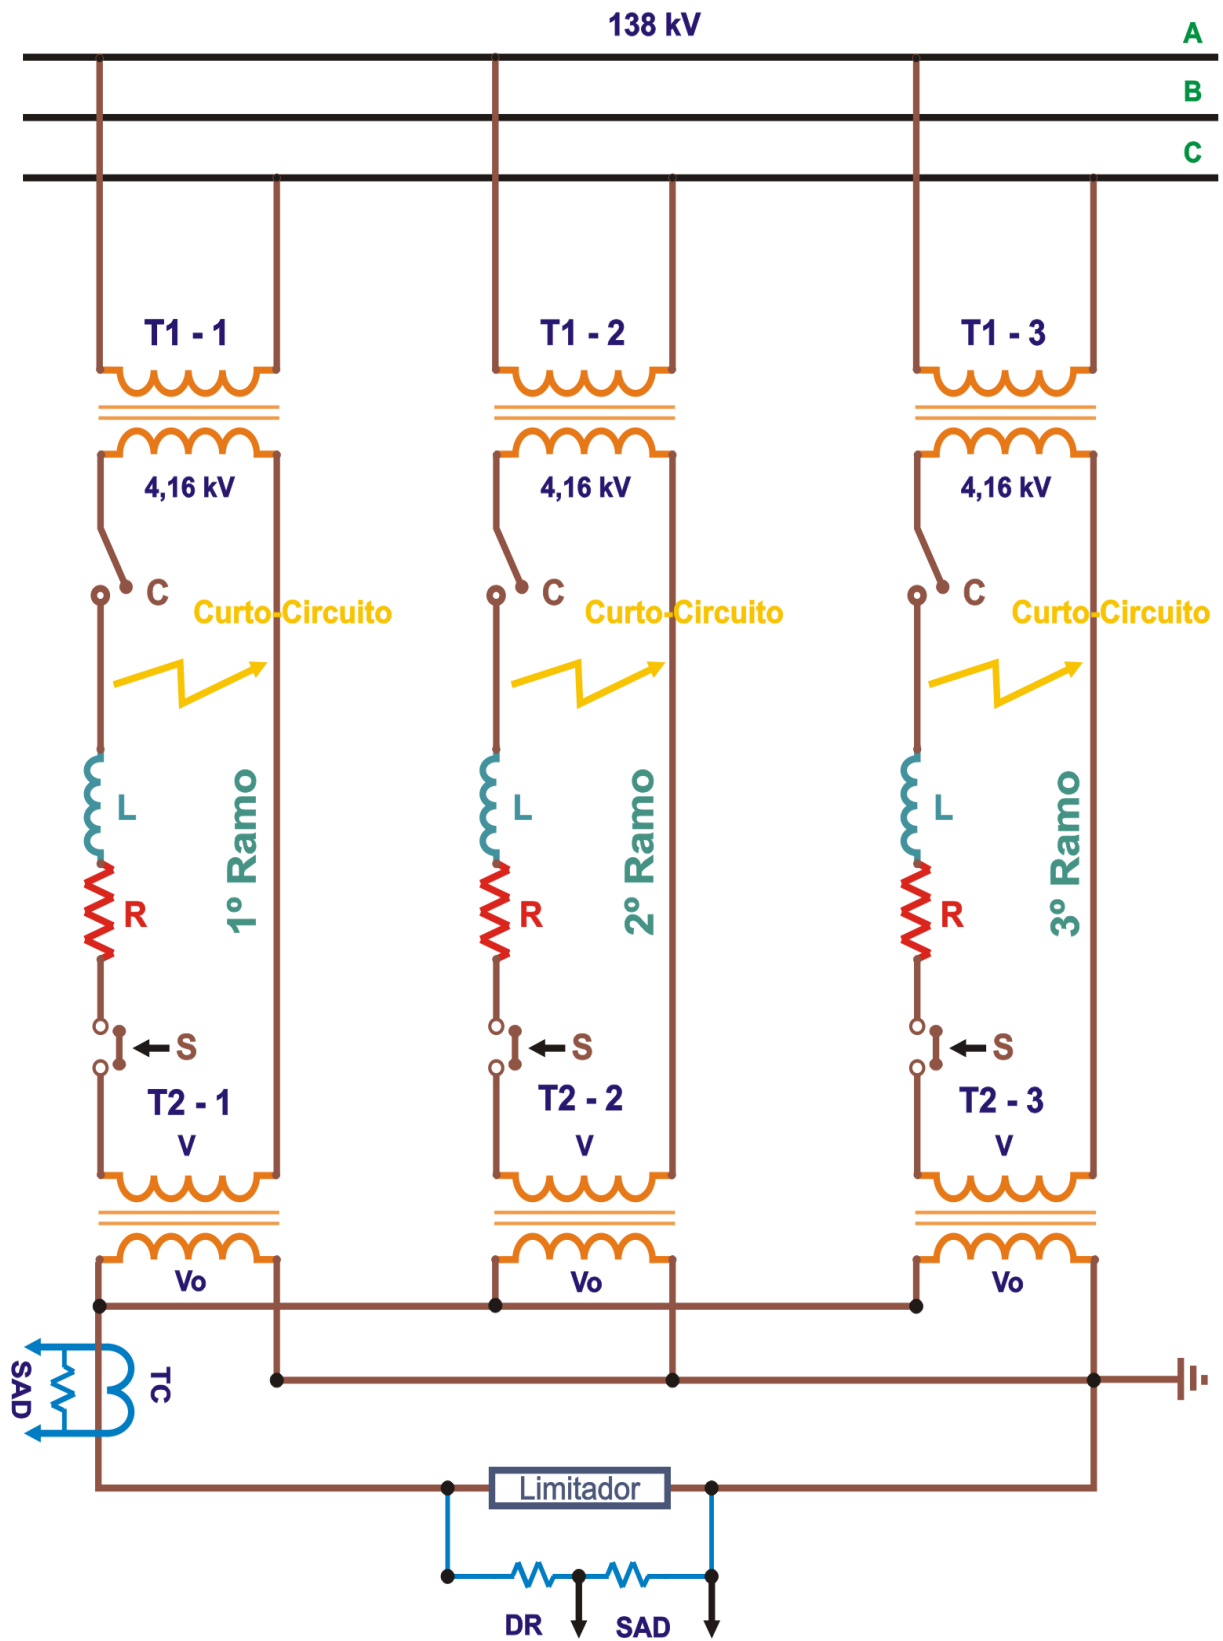 138 kV
A
B
C
T1 - 1
T1 - 2
T1 - 3
4,16 kV
4,16 kV
4,16 kV
C
C
C
Curto-Circuito
Curto-Circuito
Curto-Circuito
L
L
L
1º Ramo
2º Ramo
3º Ramo
R
R
R
S
S
S
T2 - 1
T2 - 2
T2 - 3
V
V
V
Vo
Vo
Vo
SAD
TC
Limitador
DR
SAD